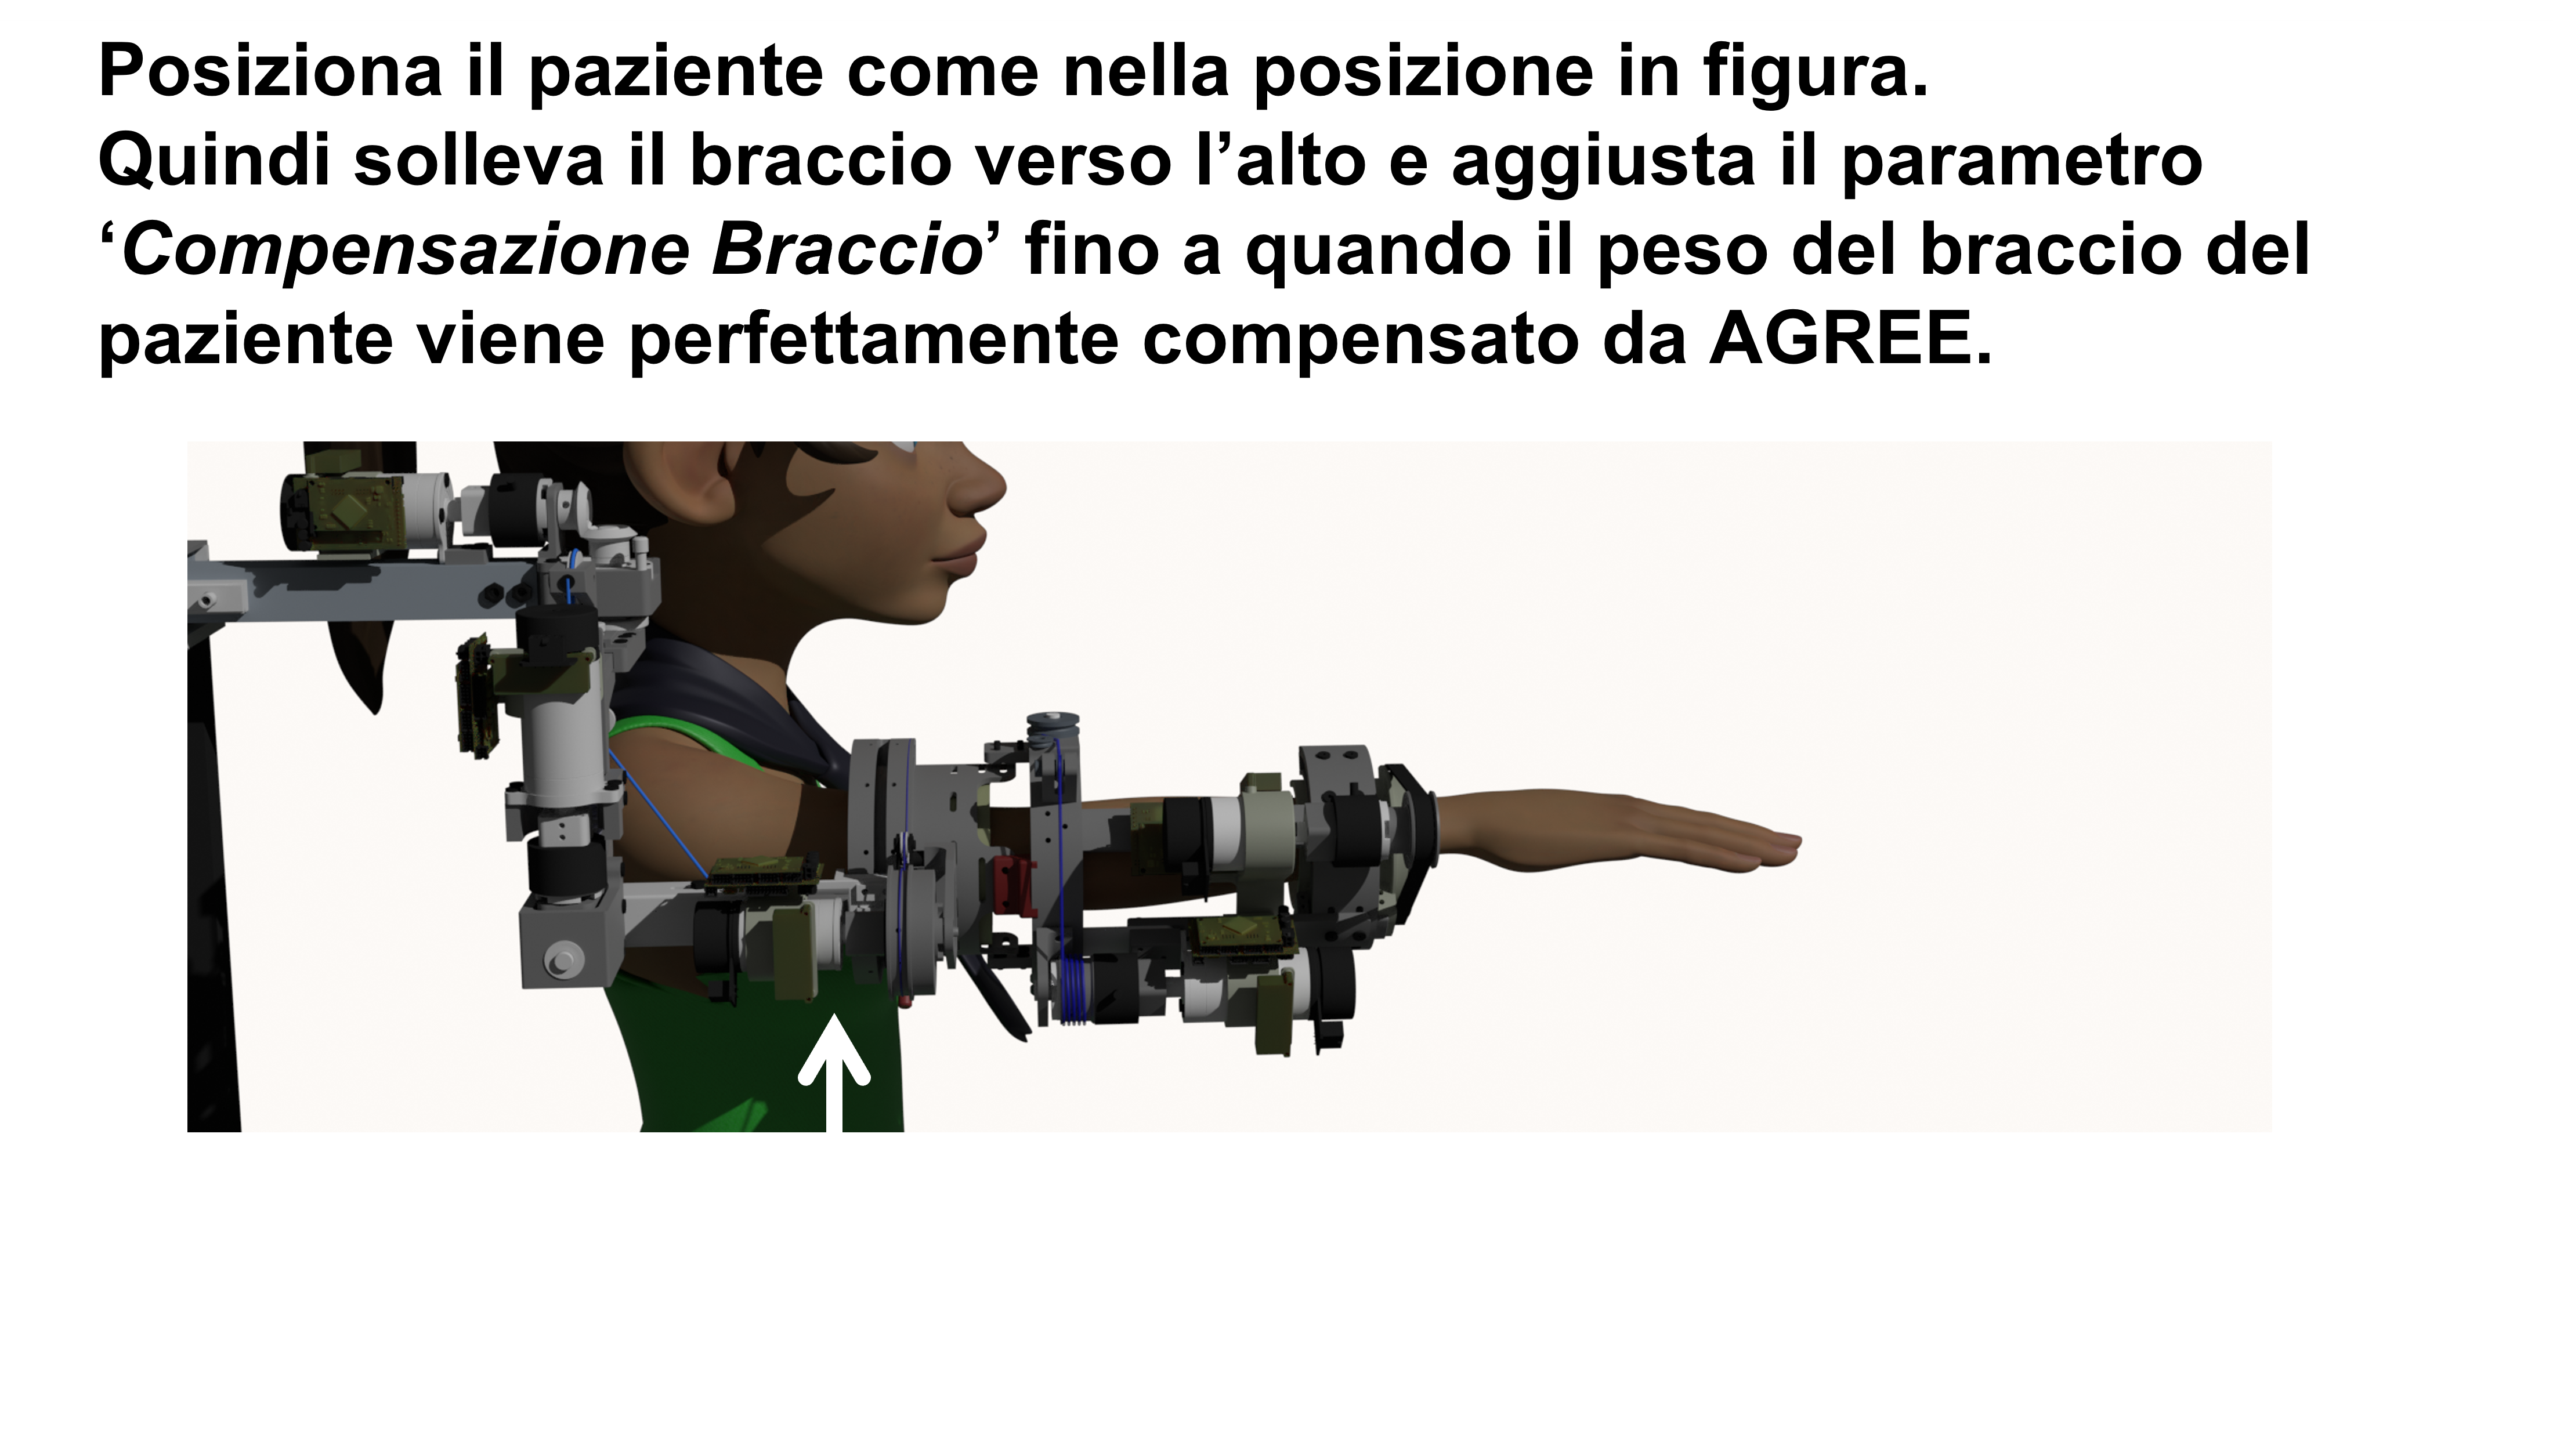 Posiziona il paziente come nella posizione in figura.
Quindi solleva il braccio verso l’alto e aggiusta il parametro
‘Compensazione Braccio’ fino a quando il peso del braccio del
paziente viene perfettamente compensato da AGREE.